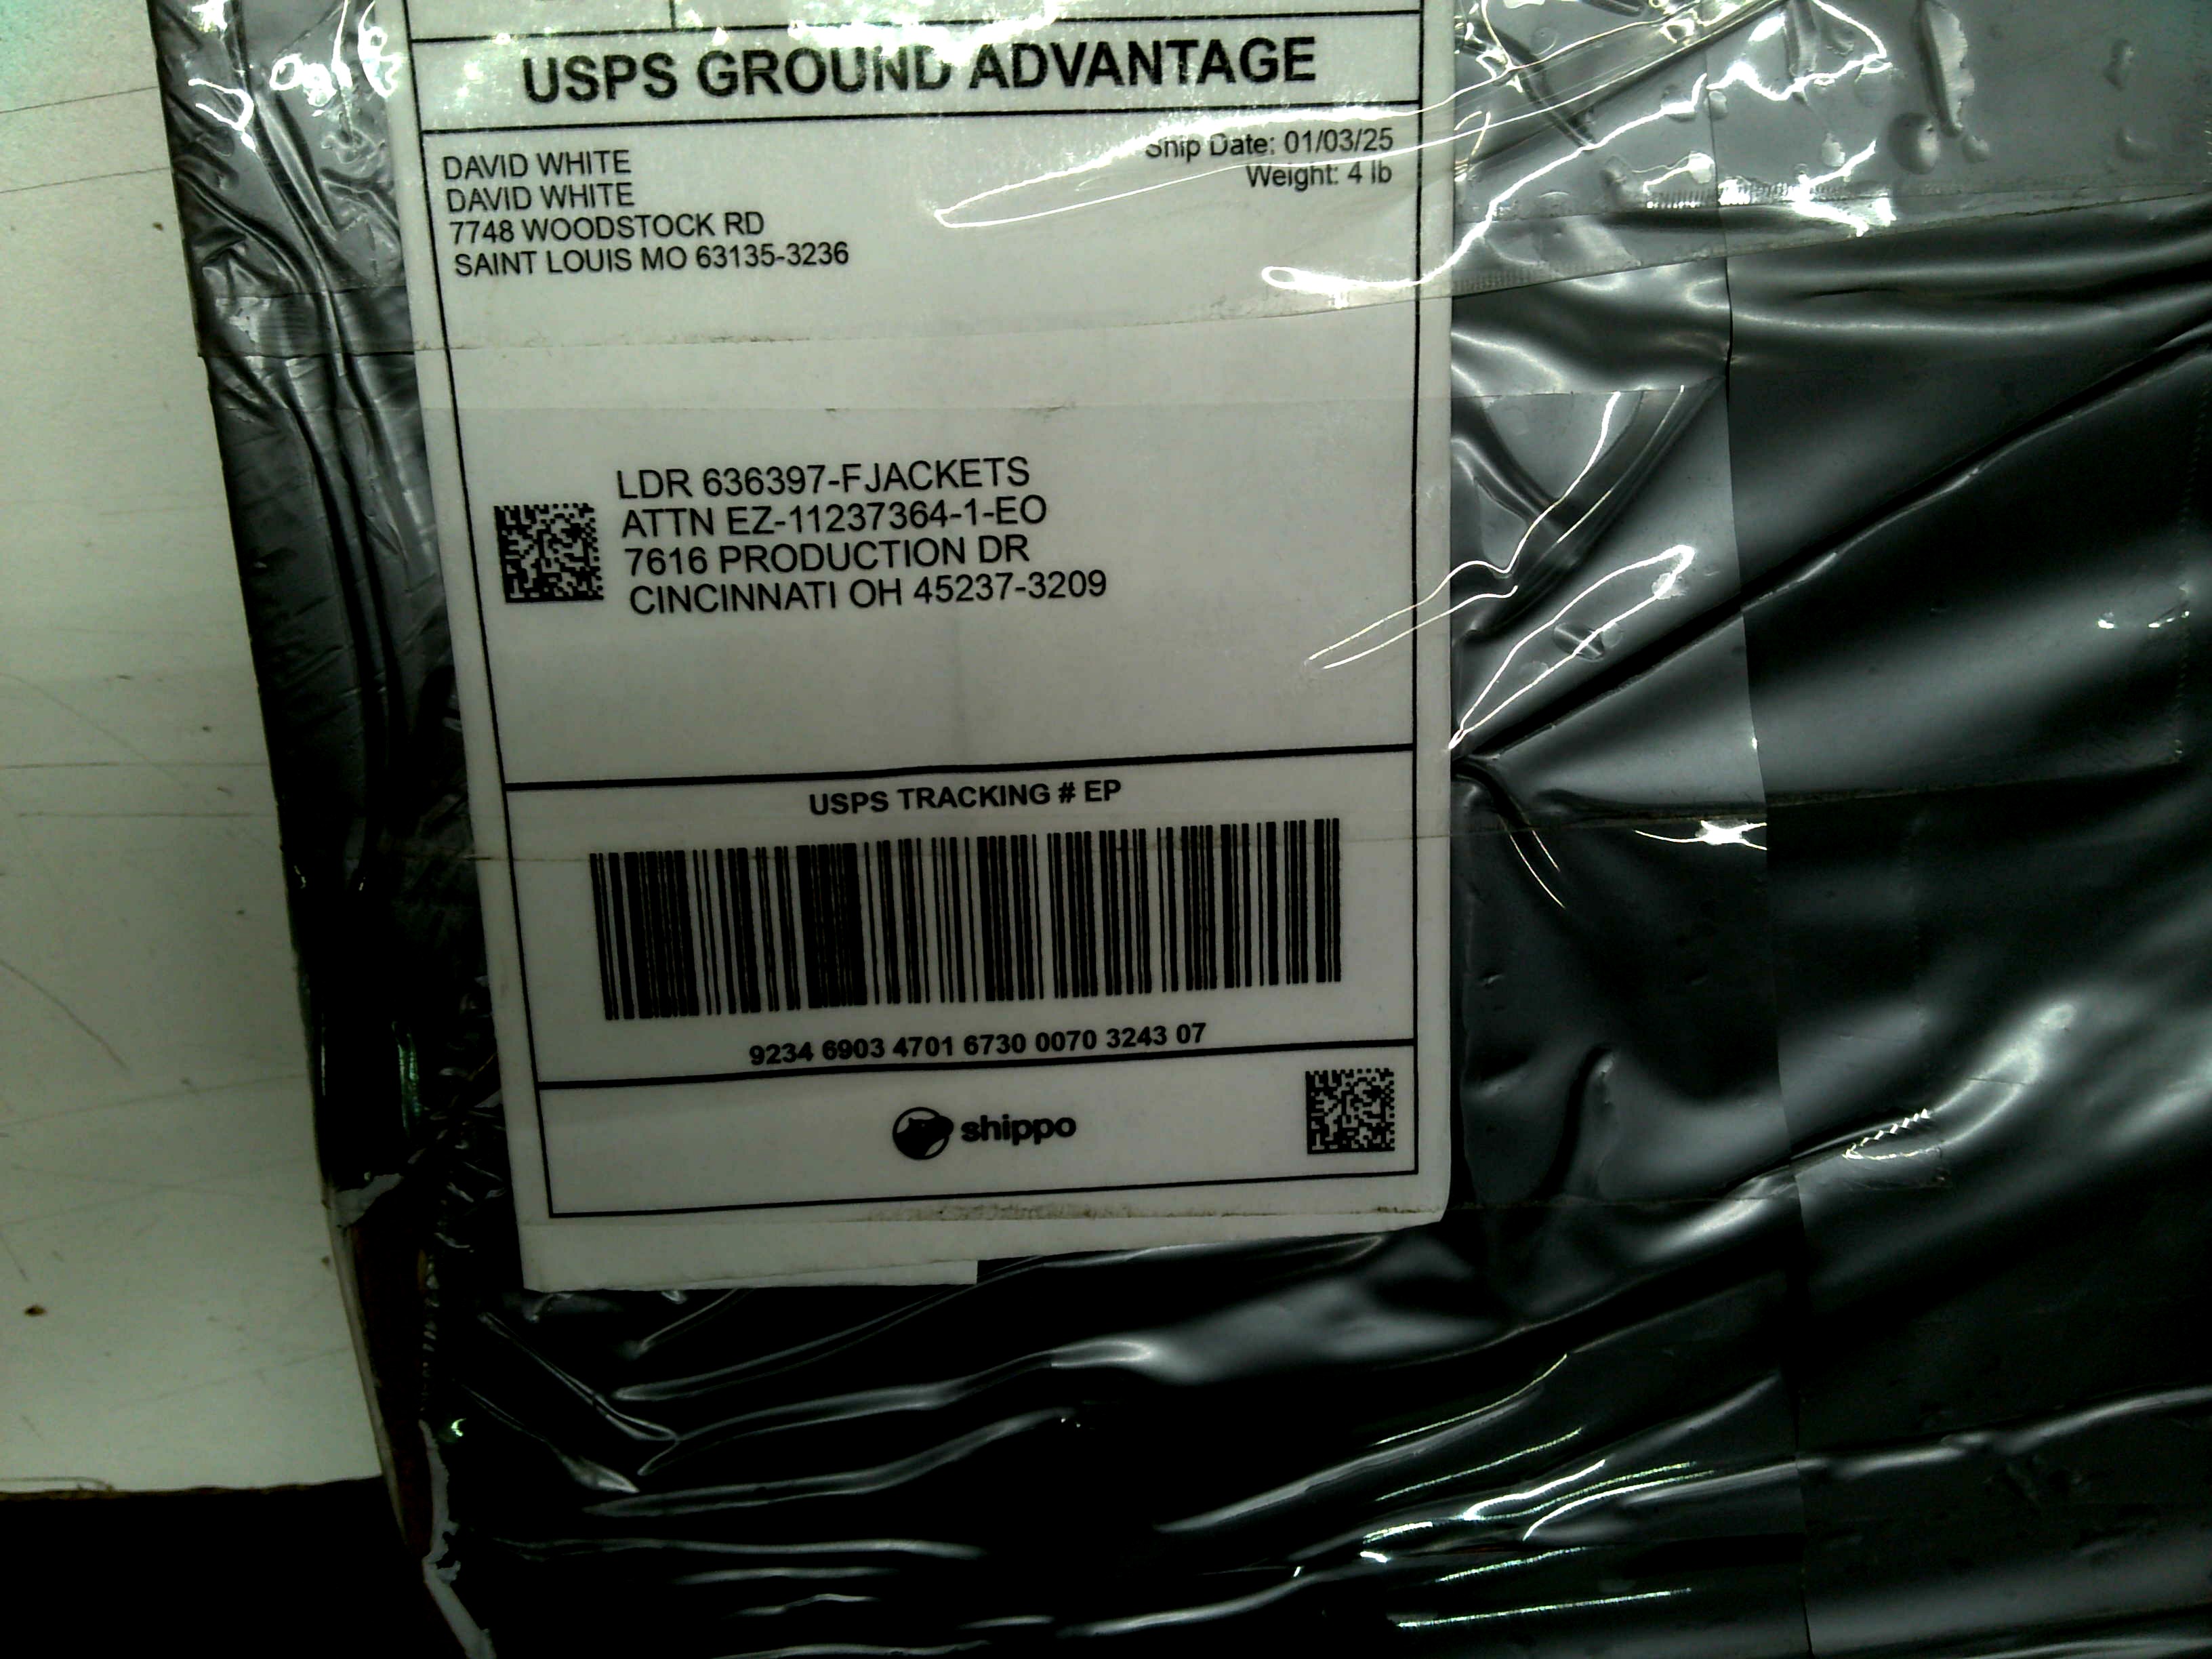 USPS GROUND ADVANTAGE
DAVID WHITE
DAVID WHITE
7748 WOODSTOCK RD
SAINT LOUIS MO 63135-3236
Ship Date: 01/03/25
Weight: 4 lb
LDR 636397-FJACKETS
ATTN EZ-11237364-1-EO
7616 PRODUCTION DR
CINCINNATI OH 45237-3209
USPS TRACKING # EP
9234 6903 4701 6730 0070 3243 07
shippo